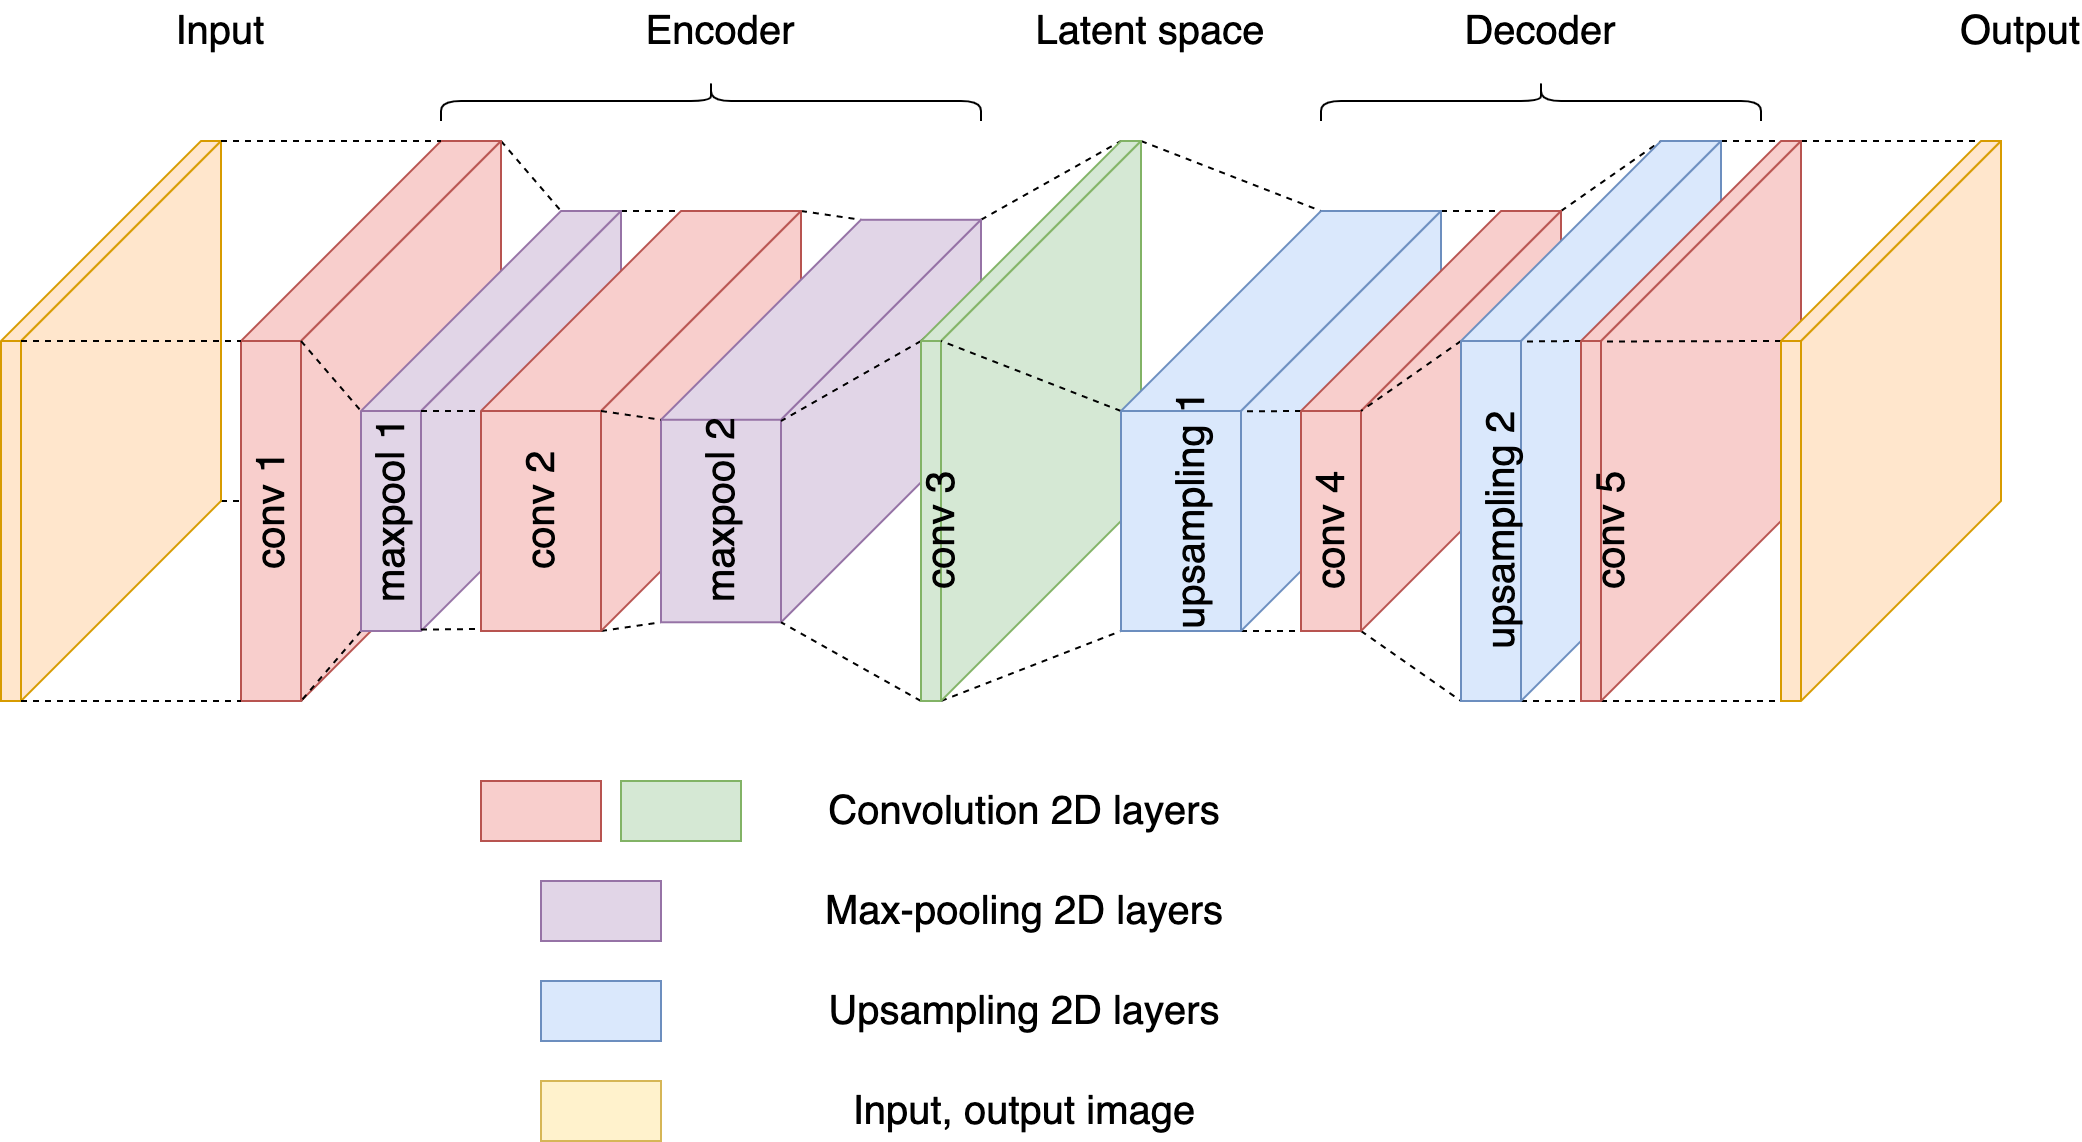 Input
Encoder
Latent space
Decoder
Output
conv 1
maxpool 1
conv 2
maxpool 2
conv 3
upsampling 1
conv 4
upsampling 2
conv 5
Convolution 2D layers
Max-pooling 2D layers
Upsampling 2D layers
Input, output image